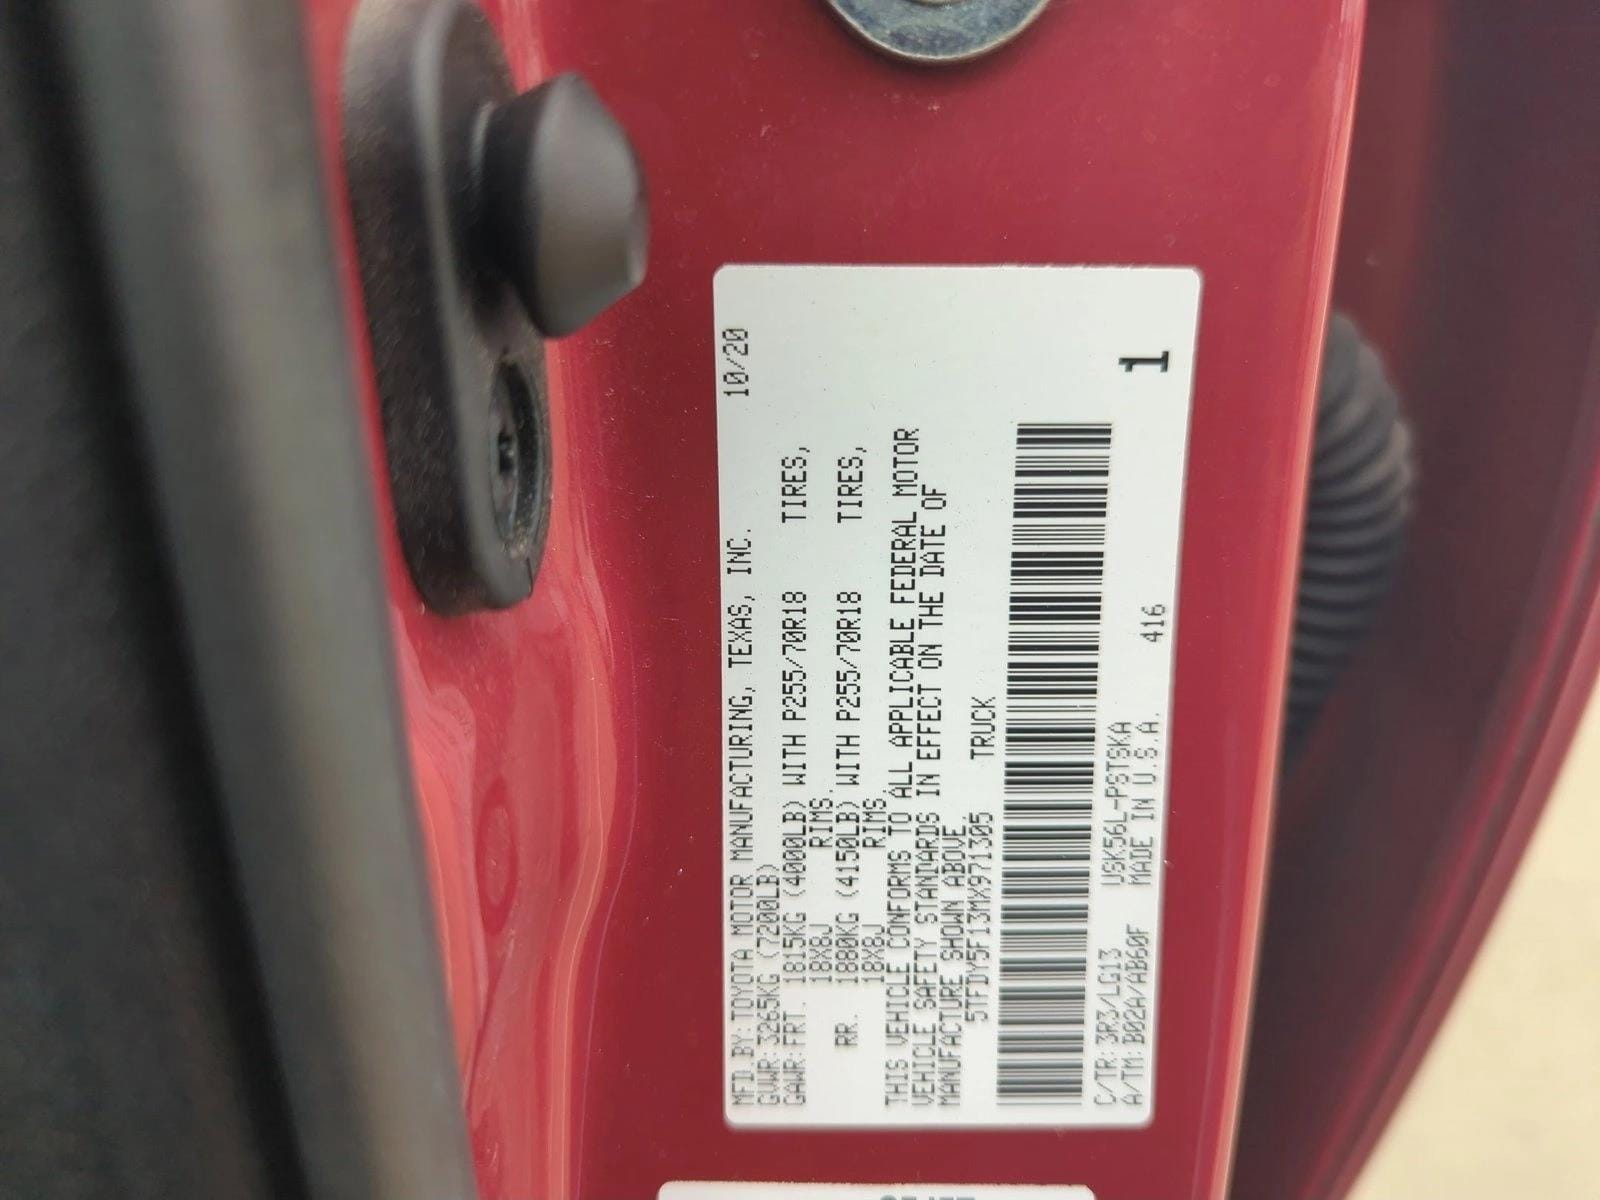 MFD.BY:TOYOTA MOTOR MANUFACTURING, TEXAS, INC. 10/20
GVWR:3265KG (7200LB)
GAWR:FRT. 1815KG (4000LB) WITH P255/70R18 TIRES,
18X8J RIMS.
RR. 1880KG (4150LB) WITH P255/70R18 TIRES,
18X8J RIMS
THIS VEHICLE CONFORMS TO ALL APPLICABLE FEDERAL MOTOR
VEHICLE SAFETY STANDARDS IN EFFECT ON THE DATE OF
MANUFACTURE SHOWN ABOVE.
5TFDY5F13MX971305 TRUCK
1
C/TR:3R3/LG13 USK56L-PSTSKA 416
A/TM:B02A/AB60F MADE IN U.S.A.